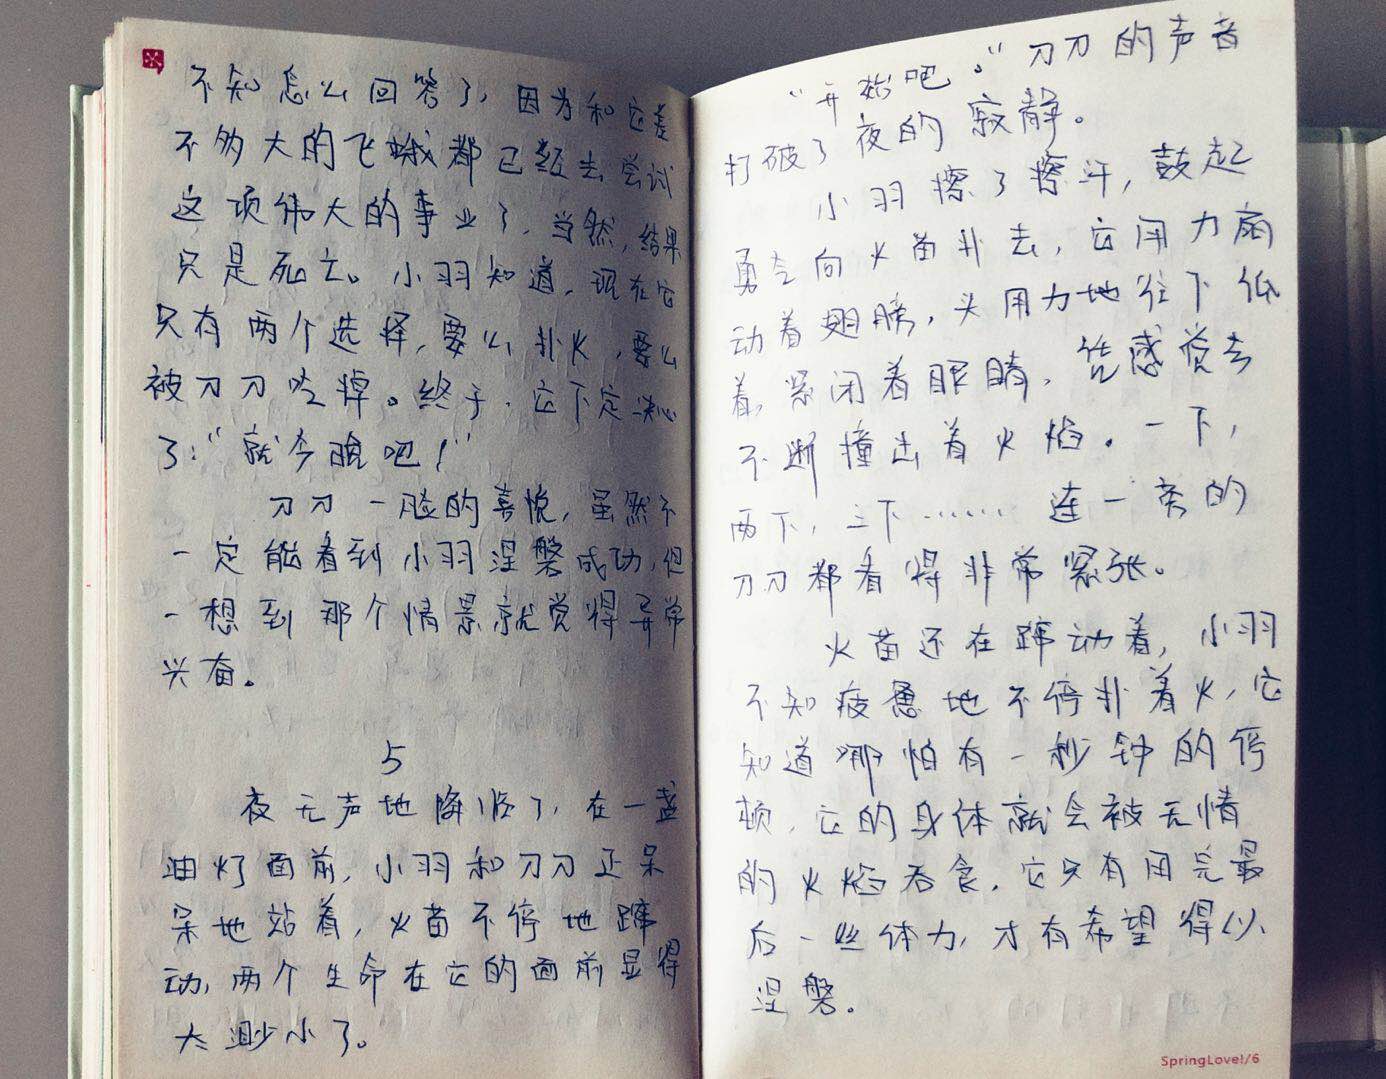 不知怎么回答了，因为和它差
不多大的飞蛾都已经去尝试
这项伟大的事业了，当然，结果
只是死亡。小羽知道，现在它
只有两个选择，要么扑火，要么
被刀刀吃掉。终于，它下定决心
了：“就今晚吧！”
刀刀一脸的喜悦，虽然不
一定能看到小羽涅磐成功，但
一想到那个情景就觉得异常
兴奋。
5
夜无声地降临了，在一盏
油灯面前，小羽和刀刀正呆
呆地站着，火苗不停地踊
动，两个生命在它的面前显得
太渺小了。
“开始吧。”刀刀的声音
打破了夜的寂静。
小羽擦了擦汗，鼓起
勇气向火苗扑去，它用力扇
动着翅膀，头用力地往下低
着，紧闭着眼睛，凭感觉去
不断撞击着火焰。一下，
两下，三下……连一旁的
刀刀都看得非常紧张。
火苗还在踊动着，小羽
不知疲惫地不停扑着火，它
知道哪怕有一秒钟的停
顿，它的身体就会被无情
的火焰吞食，它只有用完最
后一丝体力，才有希望得以
涅磐。
SpringLove!/6